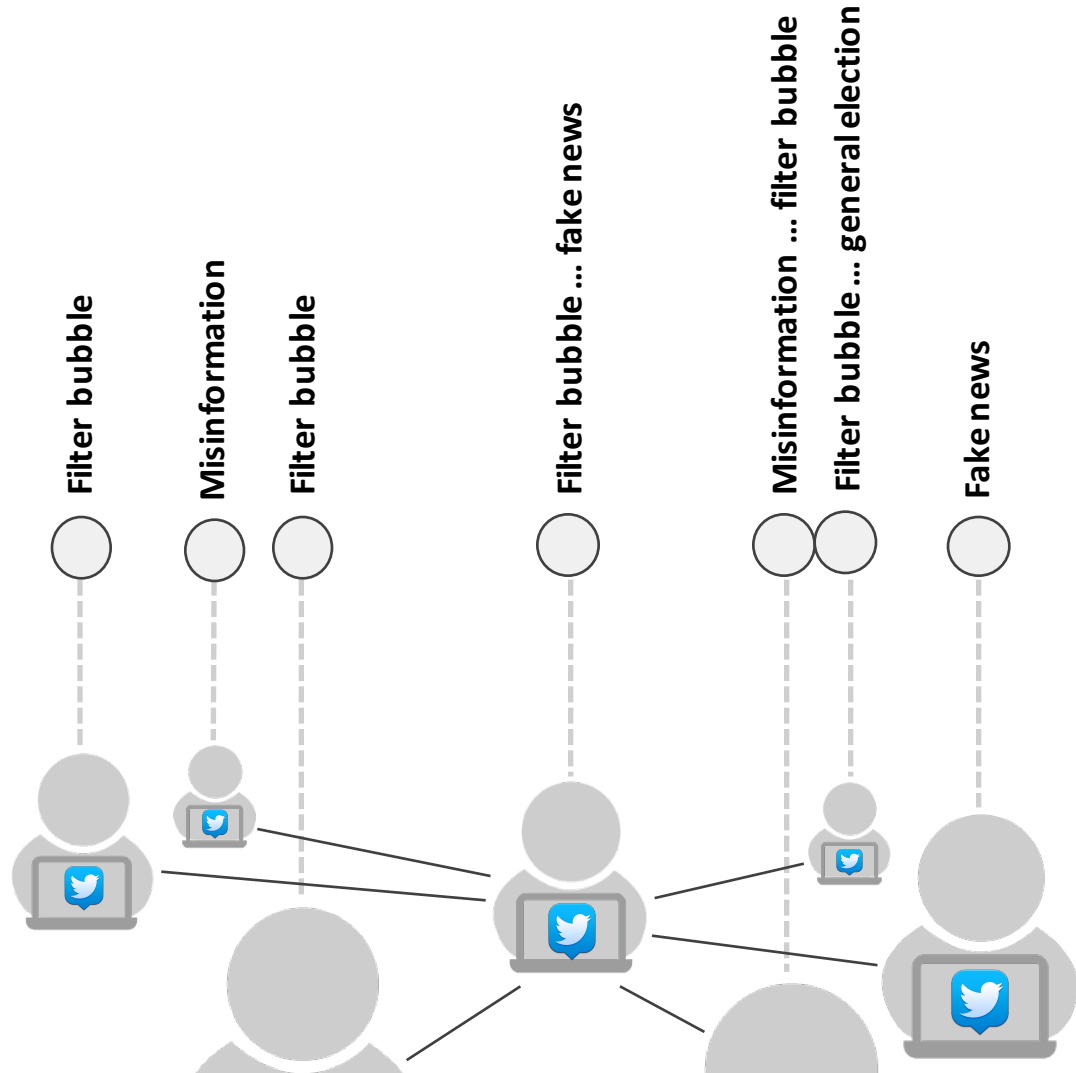 Filter bubble
Misinformation
Filter bubble
Filter bubble ... fake news
Misinformation ... filter bubble
Filter bubble ... general election
Fake news